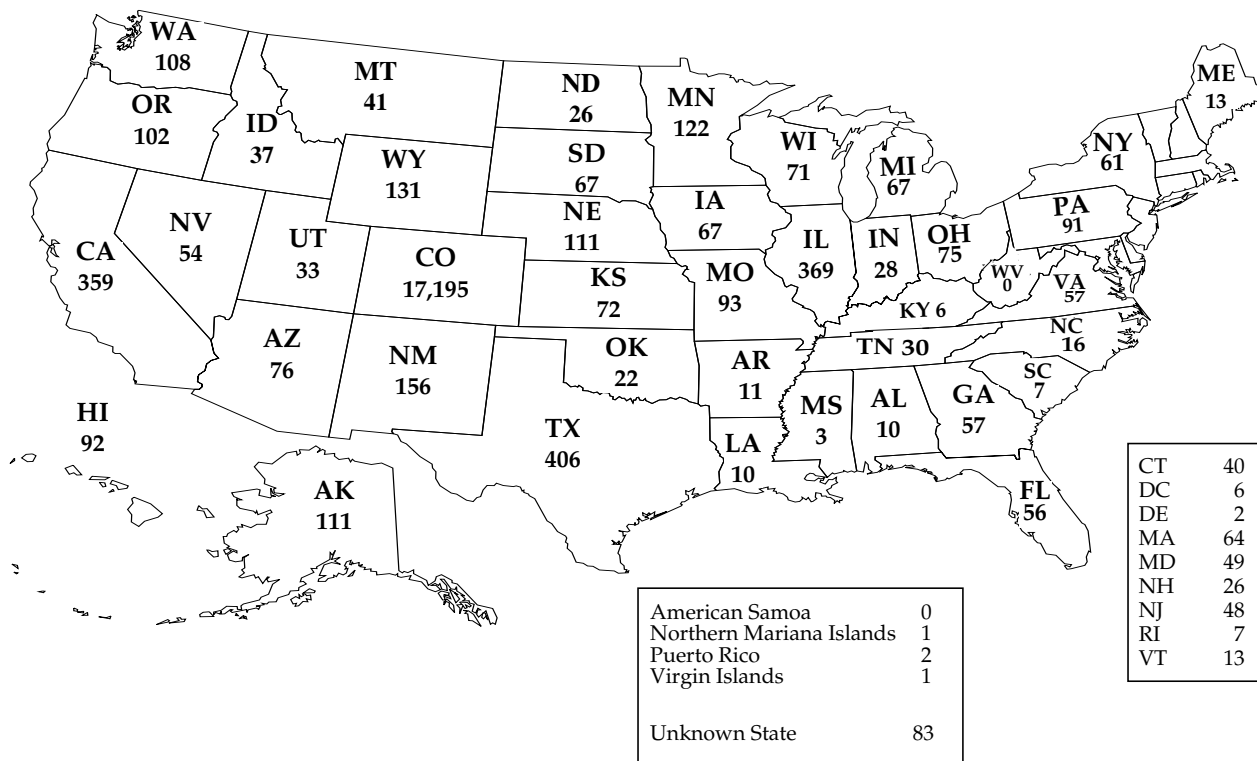 WA
108
OR
102
ID
37
MT
41
WY
131
ND
26
SD
67
NE
111
MN
122
IA
67
WI
71
MI
67
NY
61
ME
13
CA
359
NV
54
UT
33
CO
17,195
KS
72
MO
93
IL
369
IN
28
OH
75
PA
91
WV
0
VA
57
KY 6
NC
16
TN 30
SC
7
AZ
76
NM
156
OK
22
AR
11
MS
3
AL
10
GA
57
TX
406
LA
10
FL
56
HI
92
AK
111
CT 40
DC 6
DE 2
MA 64
MD 49
NH 26
NJ 48
RI 7
VT 13
American Samoa 0
Northern Mariana Islands 1
Puerto Rico 2
Virgin Islands 1
Unknown State 83